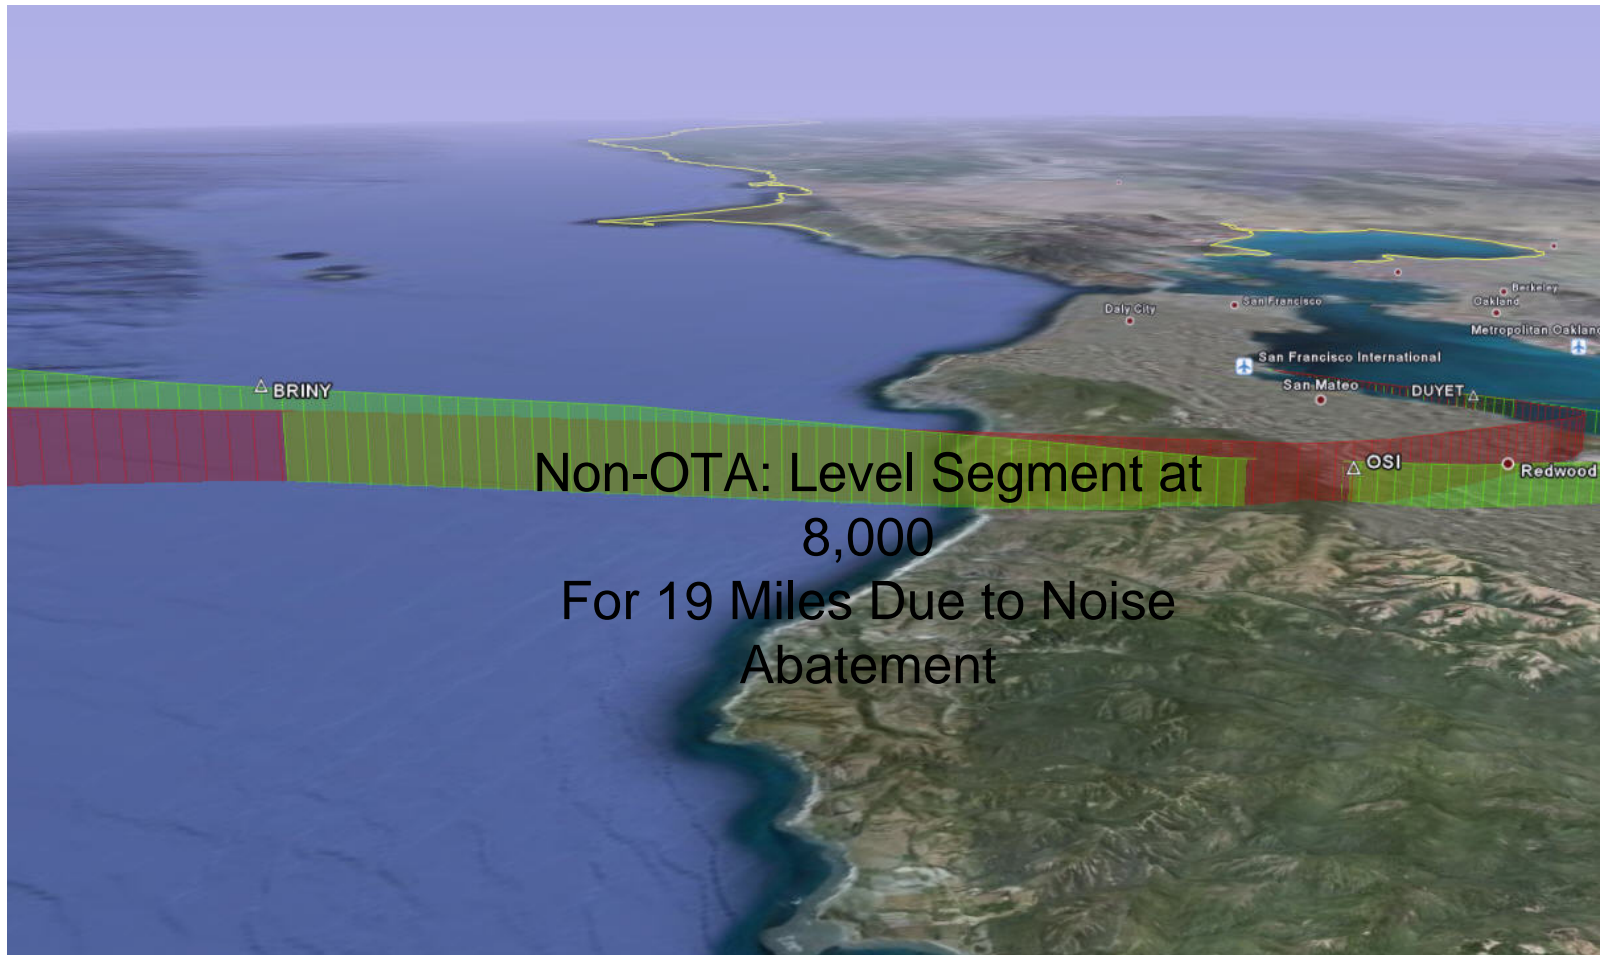 Daly City
San Francisco
Berkeley
Oakland
Metropolitan Oakland
San Francisco International
San Mateo
DUYET
BRINY
OSI
Redwood
Non-OTA: Level Segment at
8,000
For 19 Miles Due to Noise
Abatement